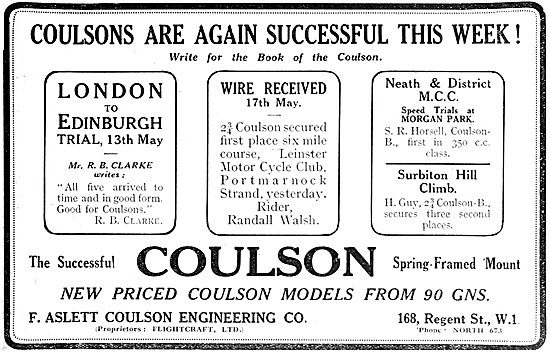 COULSONS ARE AGAIN SUCCESSFUL THIS WEEK!
Write for the Book of the Coulson.
LONDON
TO
EDINBURGH
TRIAL, 13th May
Mr. R. B. CLARKE
writes:
"All five arrived to
time and in good form.
Good for Coulsons."
R. B. CLARKE.
WIRE RECEIVED
17th May.
2¾ Coulson secured
first place six mile
course, Leinster
Motor Cycle Club,
Portmarnock
Strand, yesterday.
Rider,
Randall Walsh.
Neath & District
M.C.C.
Speed Trials at
MORGAN PARK.
S. R. Horsell, Coulson-
B., first in 350 c.c.
class.
Surbiton Hill
Climb.
H. Guy, 2¾ Coulson-B.,
secures three second
places.
The Successful COULSON Spring-Framed Mount
NEW PRICED COULSON MODELS FROM 90 GNS.
F. ASLETT COULSON ENGINEERING CO.
(Proprietors: FLIGHTCRAFT, LTD.)
168, Regent St., W.1.
'Phone: NORTH 673